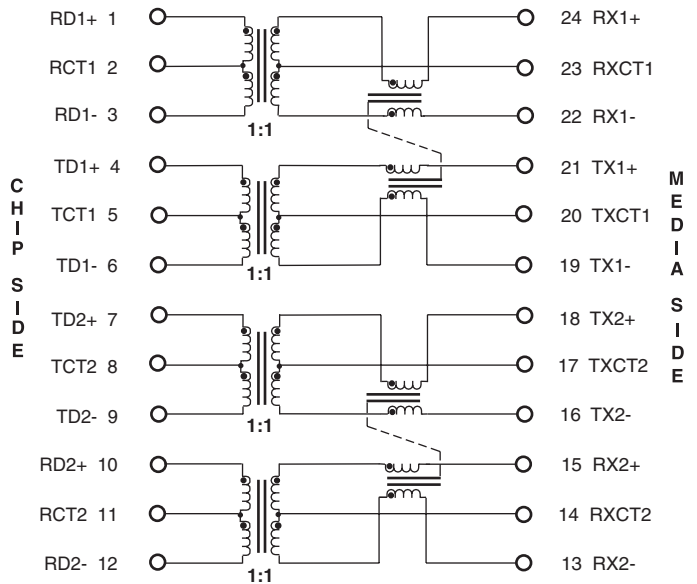 RD1+ 1
24 RX1+
RCT1 2
23 RXCT1
RD1- 3
22 RX1-
1:1
TD1+ 4
21 TX1+
TCT1 5
20 TXCT1
TD1- 6
19 TX1-
1:1
CHIP SIDE
MEDIA SIDE
TD2+ 7
18 TX2+
TCT2 8
17 TXCT2
TD2- 9
16 TX2-
1:1
RD2+ 10
15 RX2+
RCT2 11
14 RXCT2
RD2- 12
13 RX2-
1:1